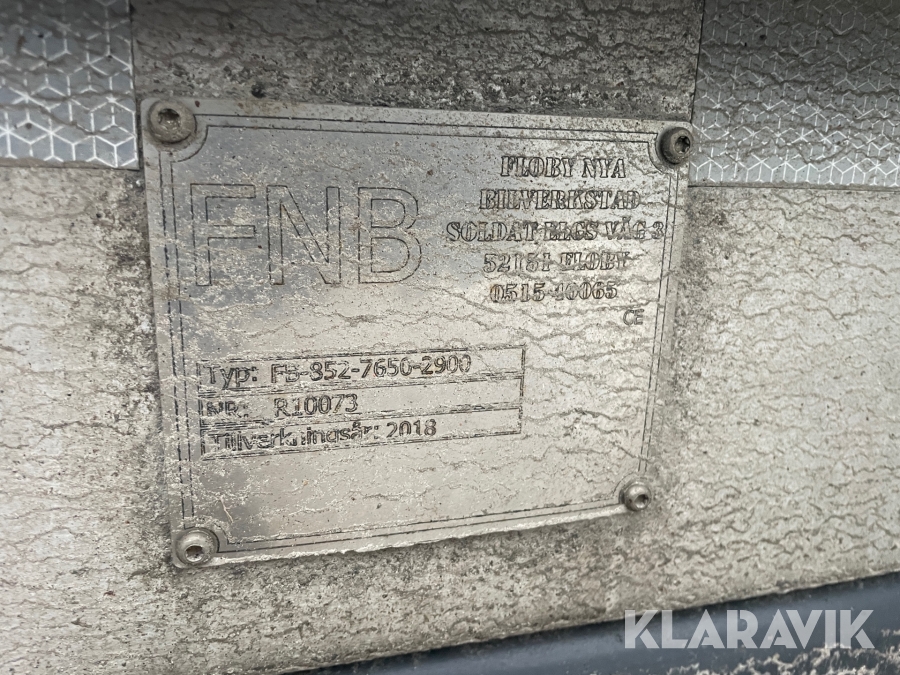 FNB
FLOBY NYA
BILVERKSTAD
SOLDAT ELGS VÄG 3
52151 FLOBY
0515-40065
CE
Typ: FB-852-7650-2900
NR: R10073
Tillverkningsår: 2018
KLARAVIK